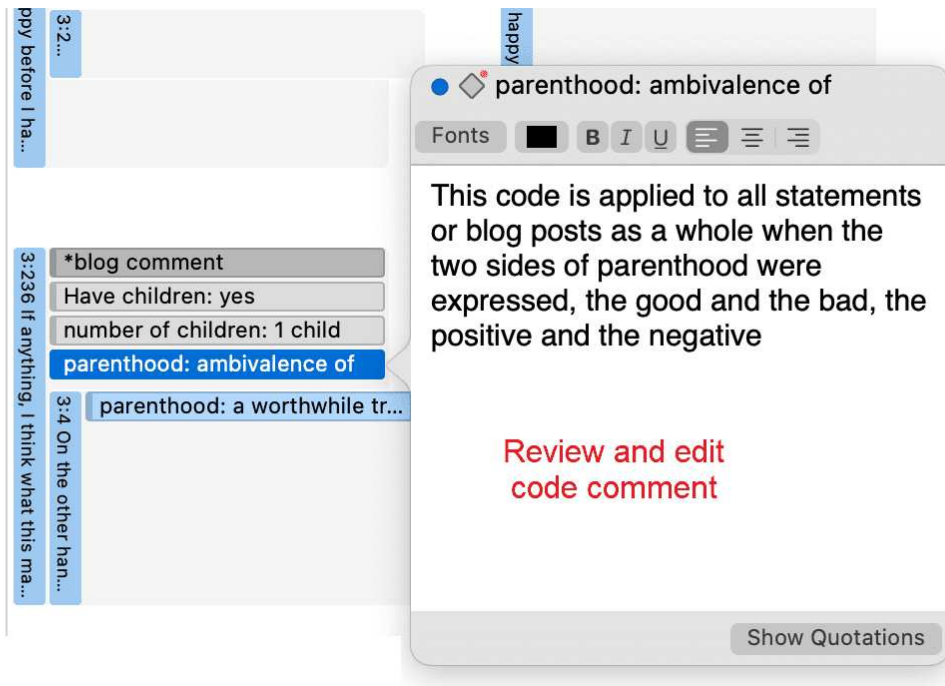 ppy before I ha...
3:2...
happy
parenthood: ambivalence of
Fonts B I U
This code is applied to all statements
or blog posts as a whole when the
two sides of parenthood were
expressed, the good and the bad, the
positive and the negative
Review and edit
code comment
Show Quotations
3:236 If anything, I think what this ma...
*blog comment
Have children: yes
number of children: 1 child
parenthood: ambivalence of
3:4 On the other han...
parenthood: a worthwhile tr...